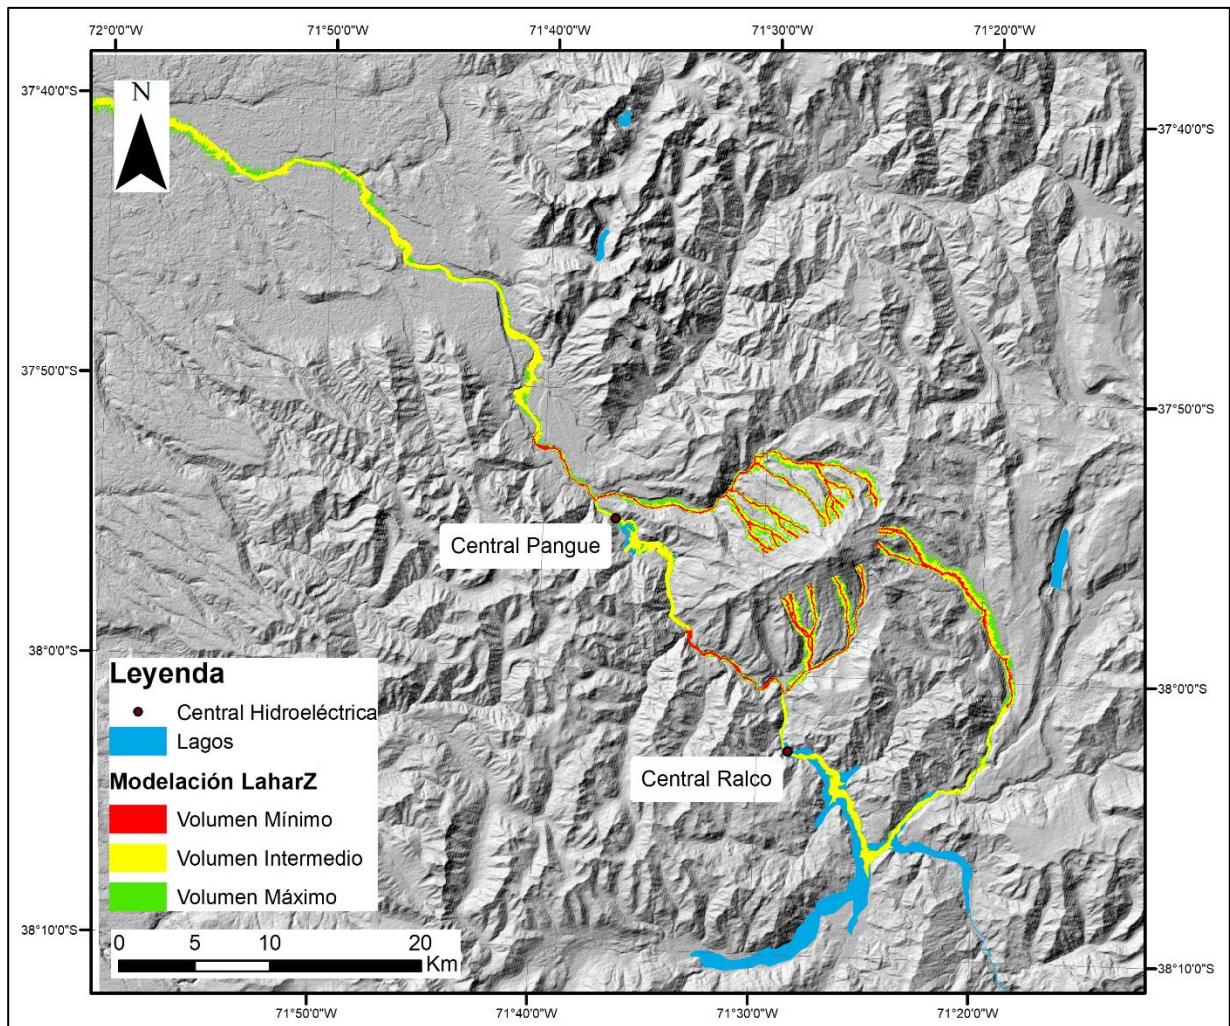 72°0'0"W 71°50'0"W 71°40'0"W 71°30'0"W 71°20'0"W
37°40'0"S
N
37°40'0"S
37°50'0"S
37°50'0"S
Central Pangue
38°0'0"S
38°0'0"S
Leyenda
Central Hidroeléctrica
Lagos
Central Ralco
Modelación LaharZ
Volumen Mínimo
Volumen Intermedio
Volumen Máximo
38°10'0"S
0 5 10 20
Km
38°10'0"S
71°50'0"W 71°40'0"W 71°30'0"W 71°20'0"W